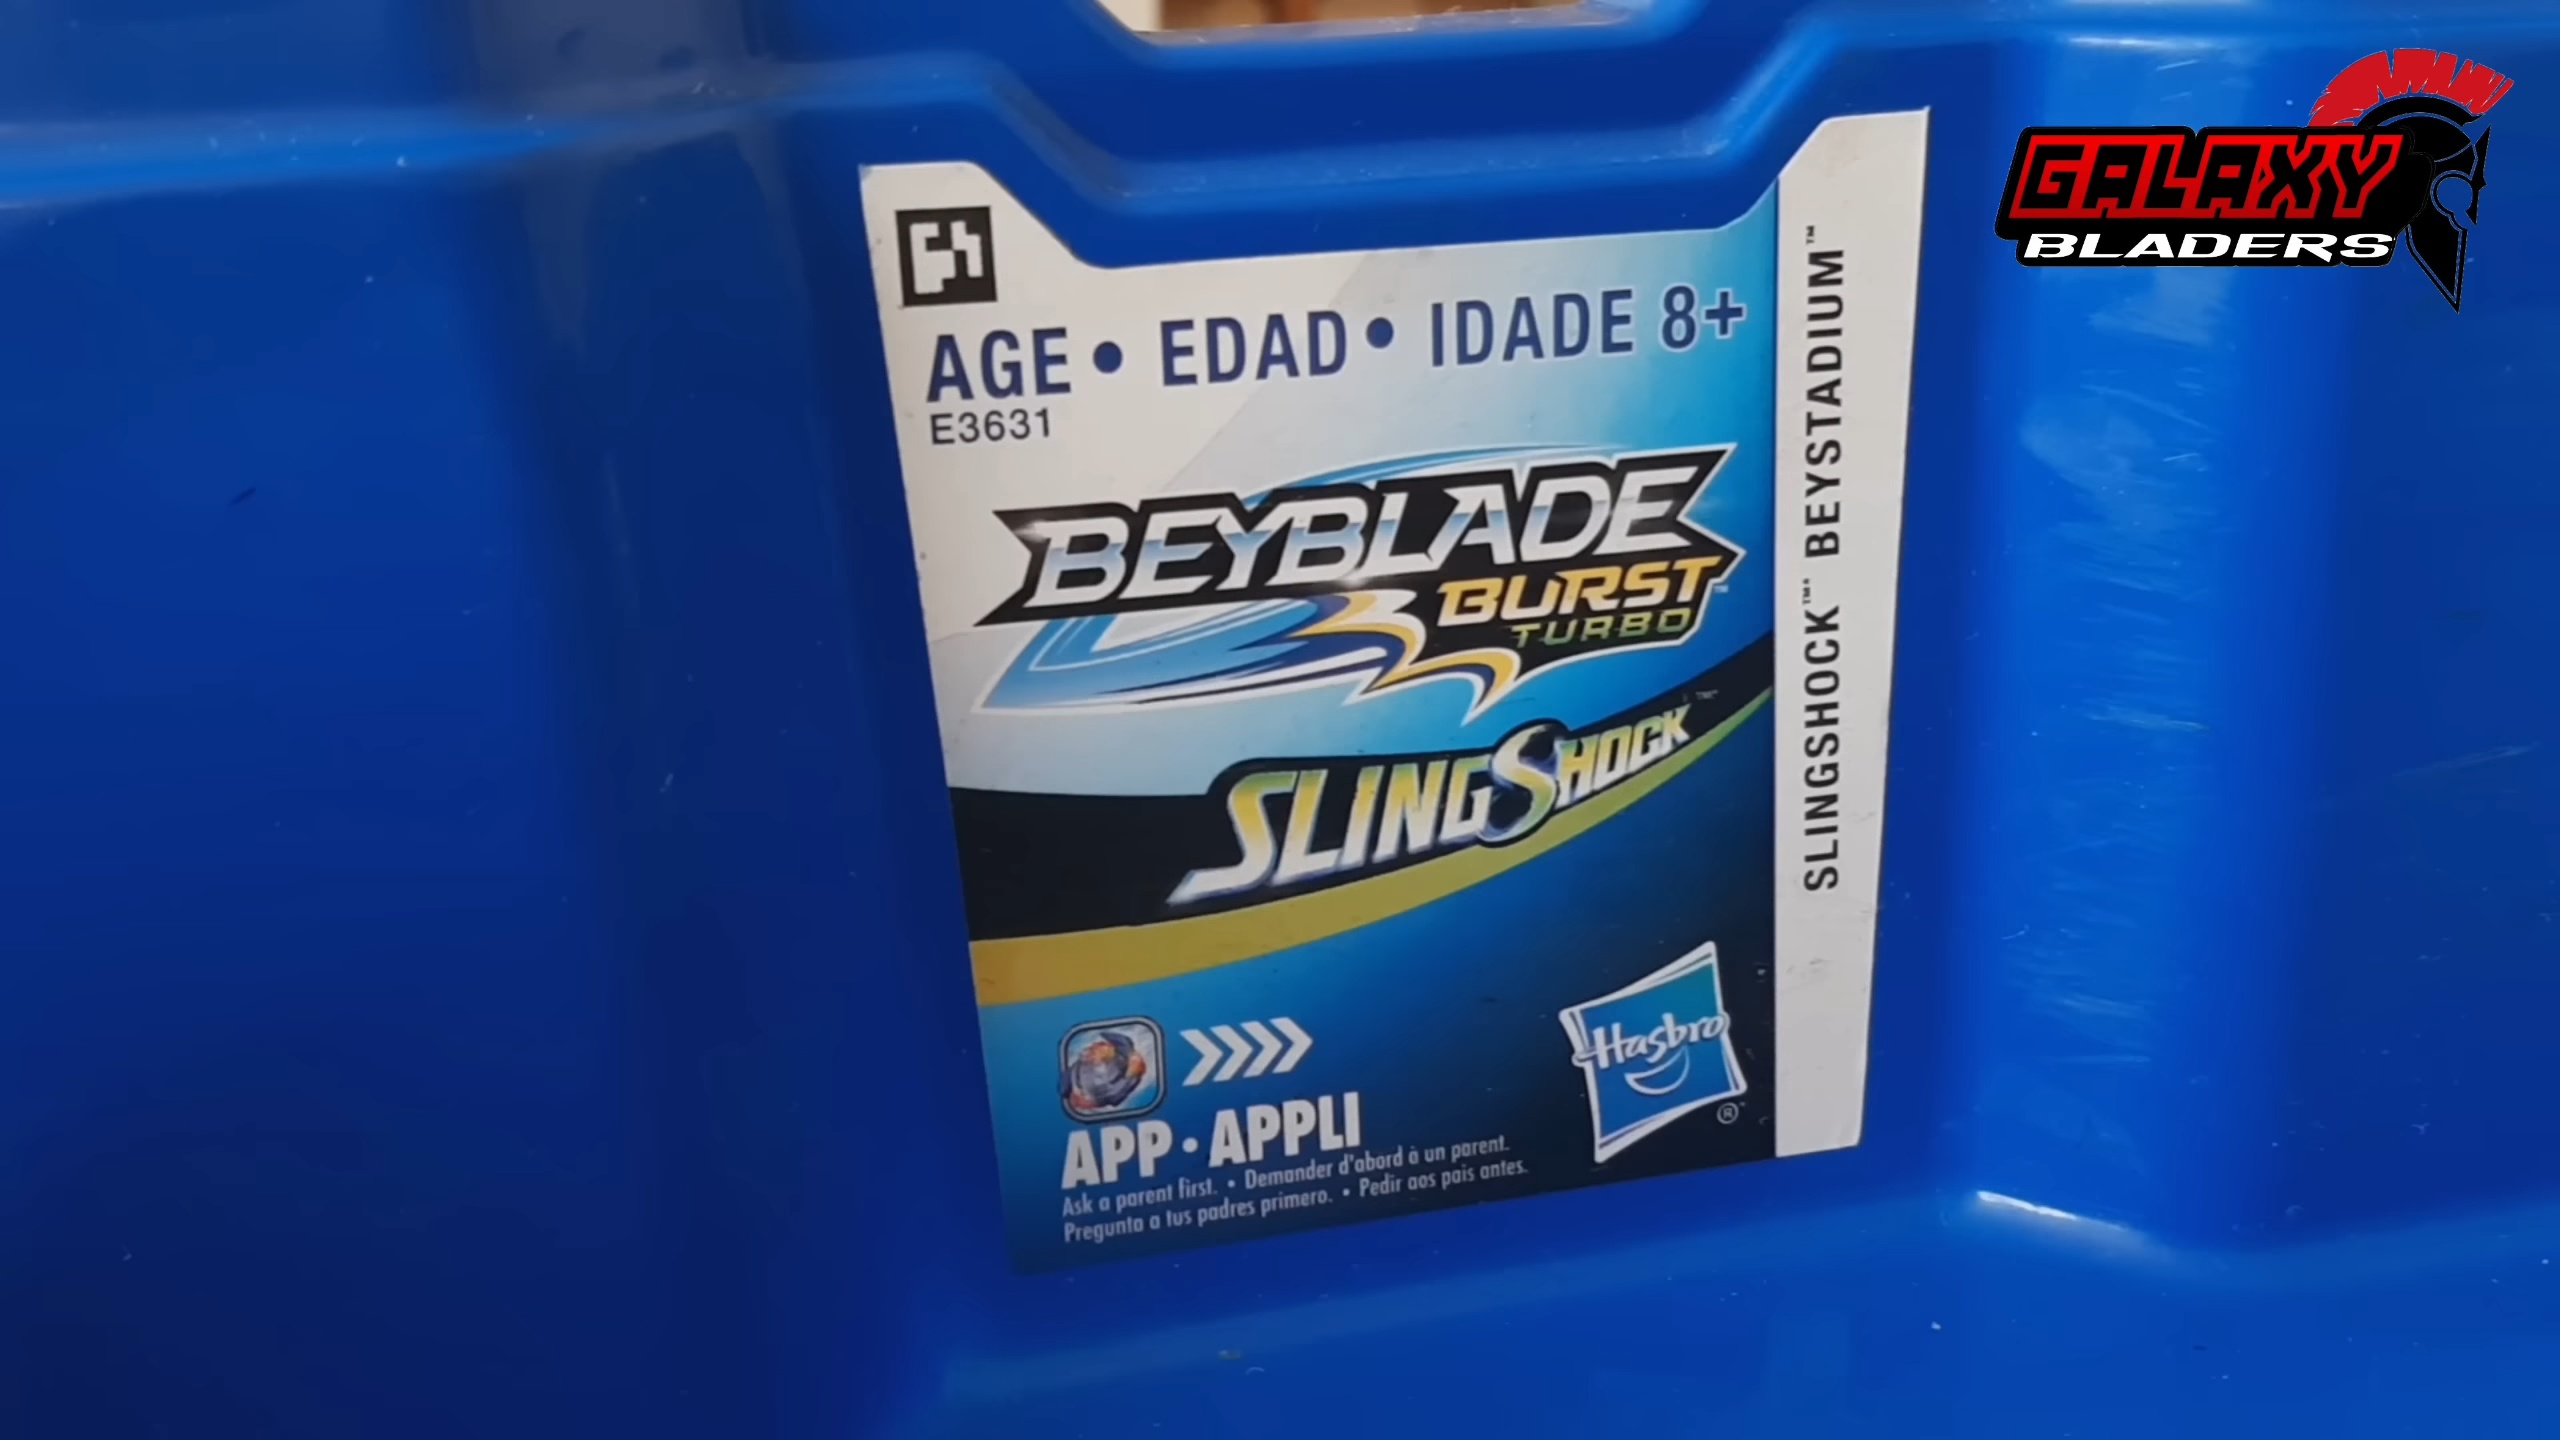 AGE • EDAD • IDADE 8+
E3631
BEYBLADE
BURST
TURBO
SLINGSHOCK™
APP • APPLI
Ask a parent first. • Demander d'abord à un parent.
Pregunta a tus padres primero. • Pedir aos pais antes.
Hasbro
®
SLINGSHOCK™ BEYSTADIUM™
GALAXY
BLADERS